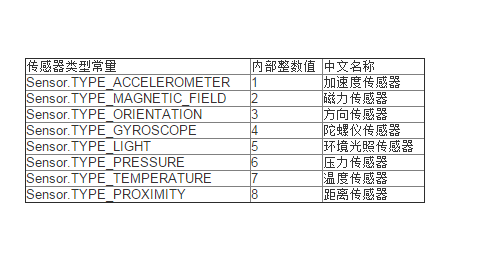 传感器类型常量 内部整数值 中文名称
Sensor.TYPE_ACCELEROMETER 1 加速度传感器
Sensor.TYPE_MAGNETIC_FIELD 2 磁力传感器
Sensor.TYPE_ORIENTATION 3 方向传感器
Sensor.TYPE_GYROSCOPE 4 陀螺仪传感器
Sensor.TYPE_LIGHT 5 环境光照传感器
Sensor.TYPE_PRESSURE 6 压力传感器
Sensor.TYPE_TEMPERATURE 7 温度传感器
Sensor.TYPE_PROXIMITY 8 距离传感器